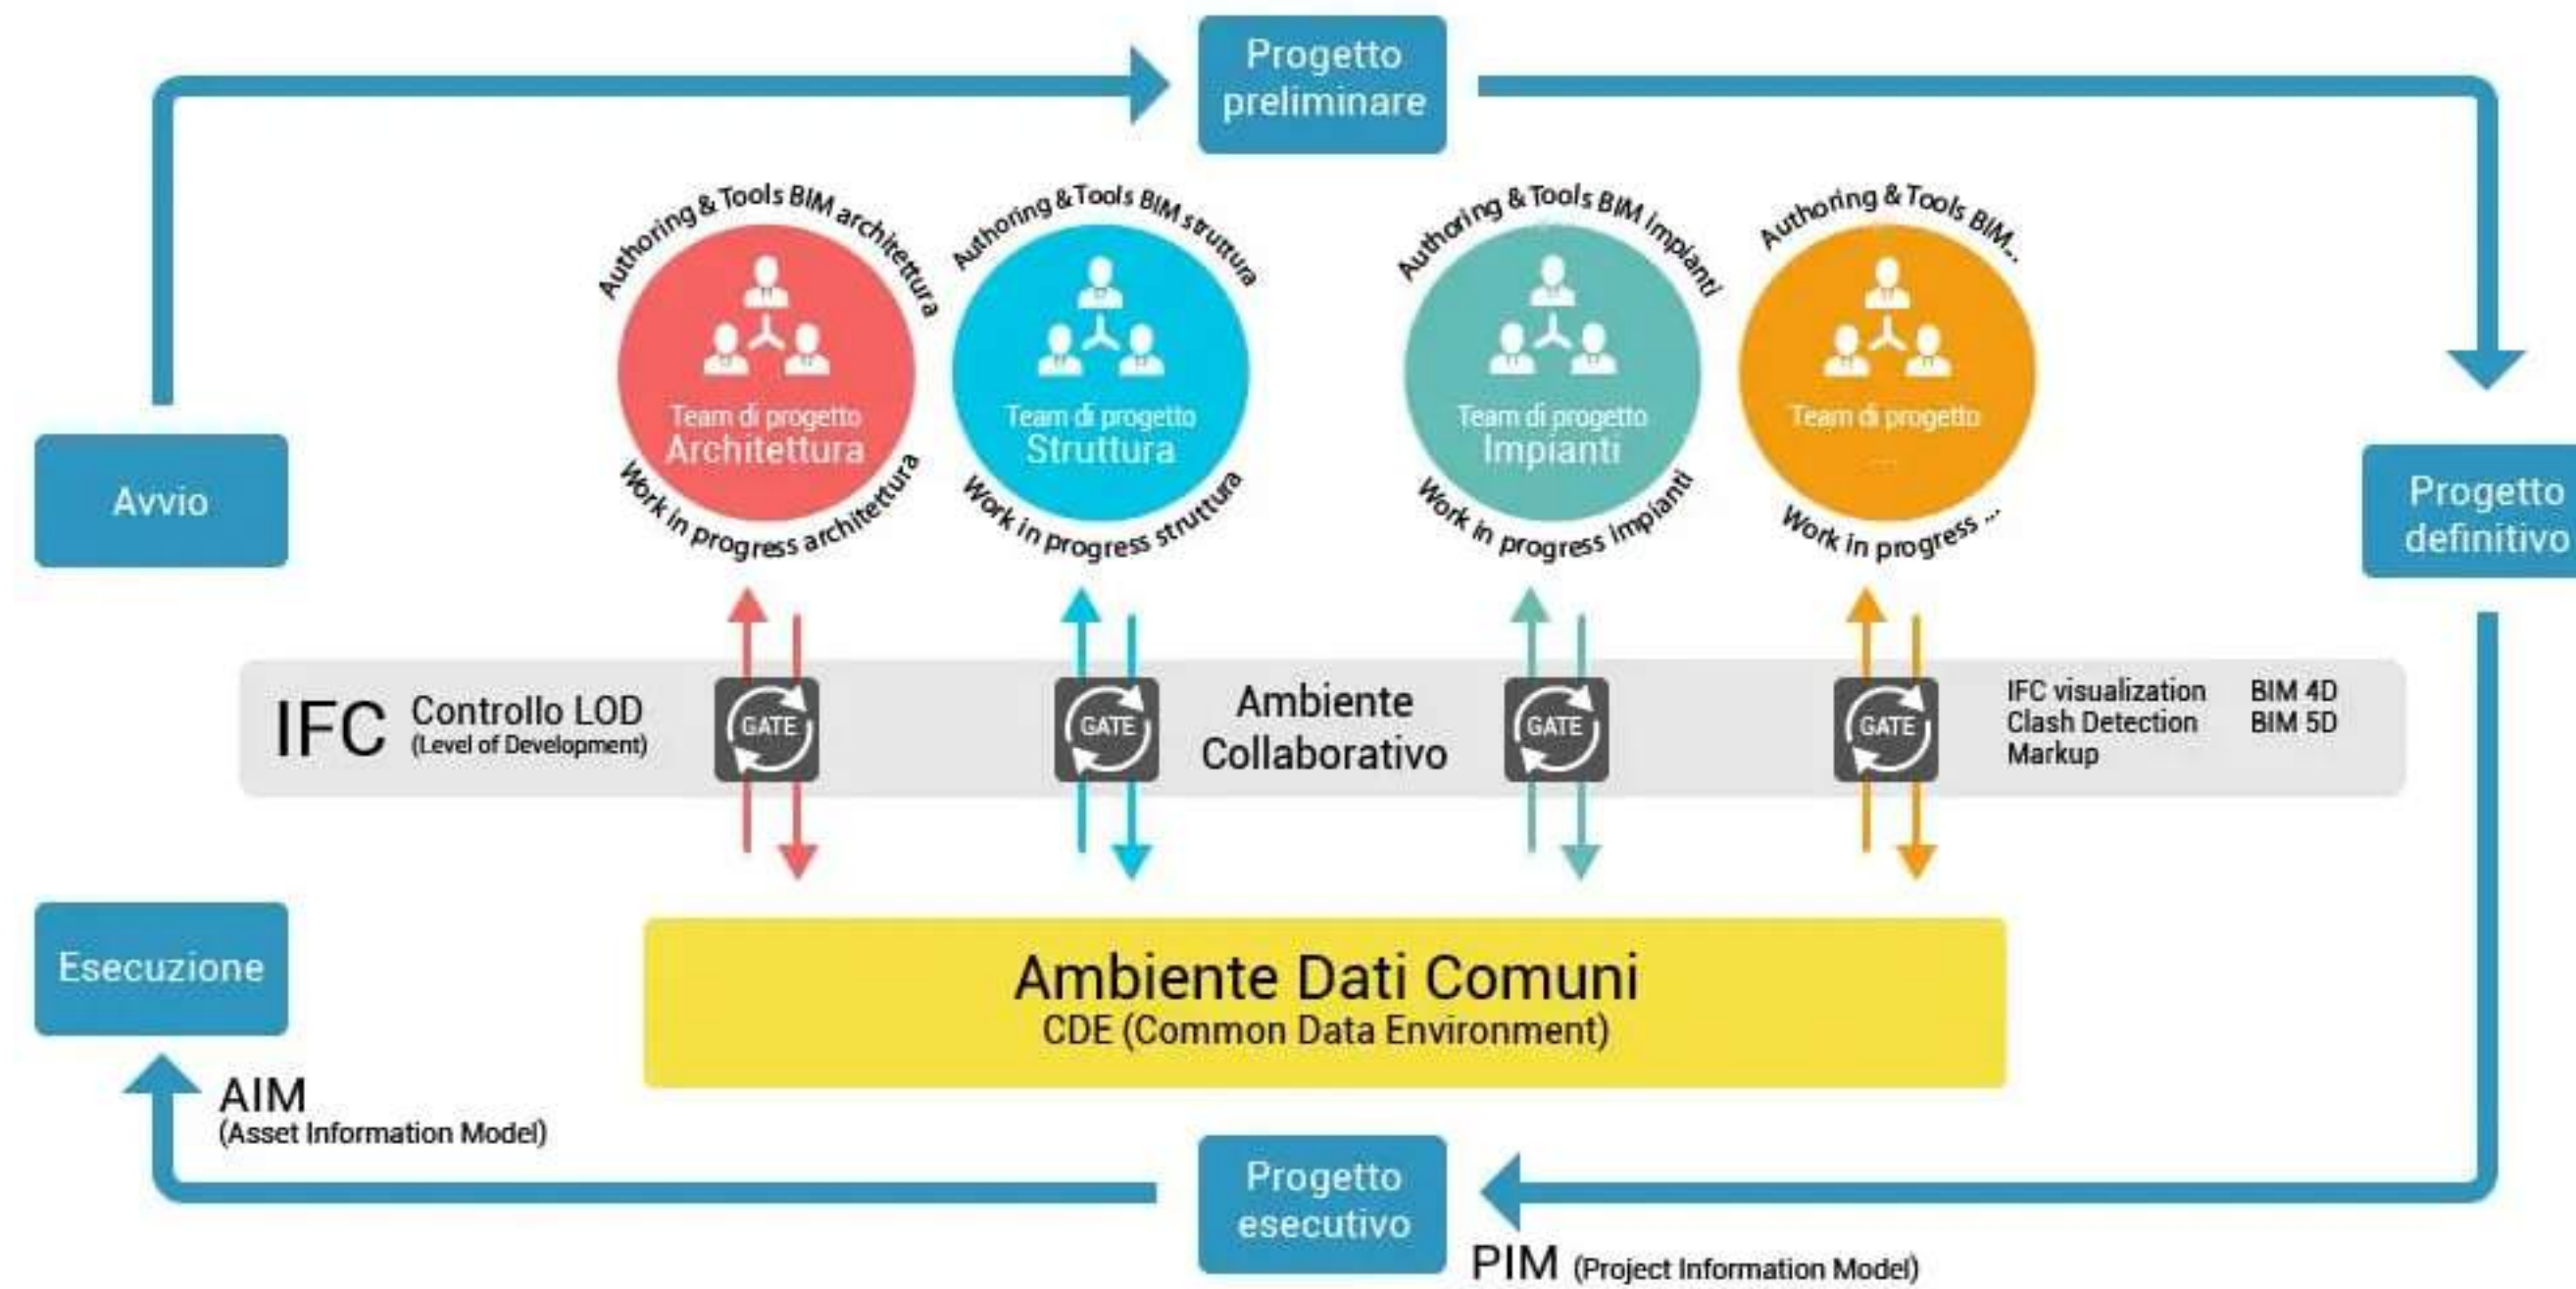 Progetto
preliminare
Authoring & Tools BIM architettura
Authoring & Tools BIM struttura
Authoring & Tools BIM impianti
Authoring & Tools BIM...
Team di progetto
Architettura
Team di progetto
Struttura
Team di progetto
Impianti
Team di progetto
...
Work in progress architettura
Work in progress struttura
Work in progress impianti
Work in progress ...
Avvio
Progetto
definitivo
IFC
Controllo LOD
(Level of Development)
GATE
GATE
Ambiente
Collaborativo
GATE
GATE
IFC visualization
Clash Detection
Markup
BIM 4D
BIM 5D
Esecuzione
Ambiente Dati Comuni
CDE (Common Data Environment)
AIM
(Asset Information Model)
Progetto
esecutivo
PIM (Project Information Model)